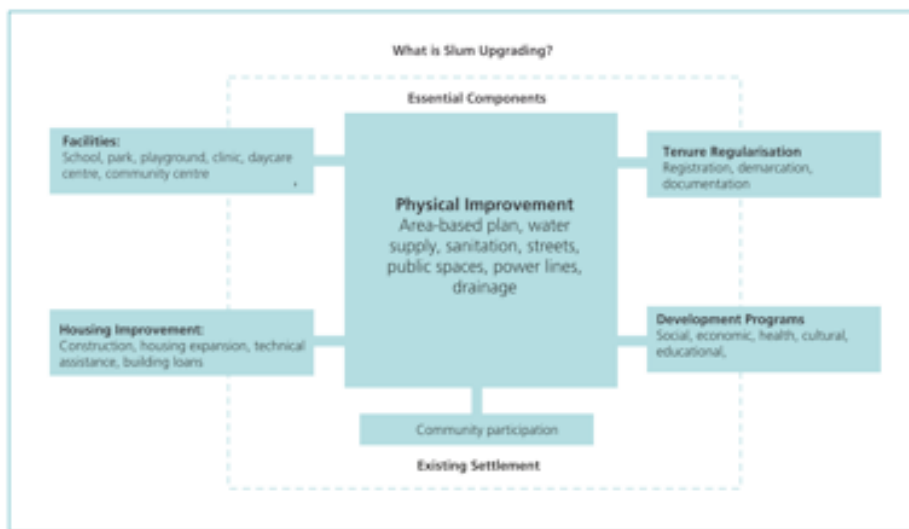 What is Slum Upgrading?
Essential Components
Facilities:
School, park, playground, clinic, daycare
centre, community centre
Tenure Regularisation
Registration, demarcation,
documentation
Physical Improvement
Area-based plan, water
supply, sanitation, streets,
public spaces, power lines,
drainage
Housing Improvement:
Construction, housing expansion, technical
assistance, building loans
Development Programs
Social, economic, health, cultural,
educational,
Community participation
Existing Settlement